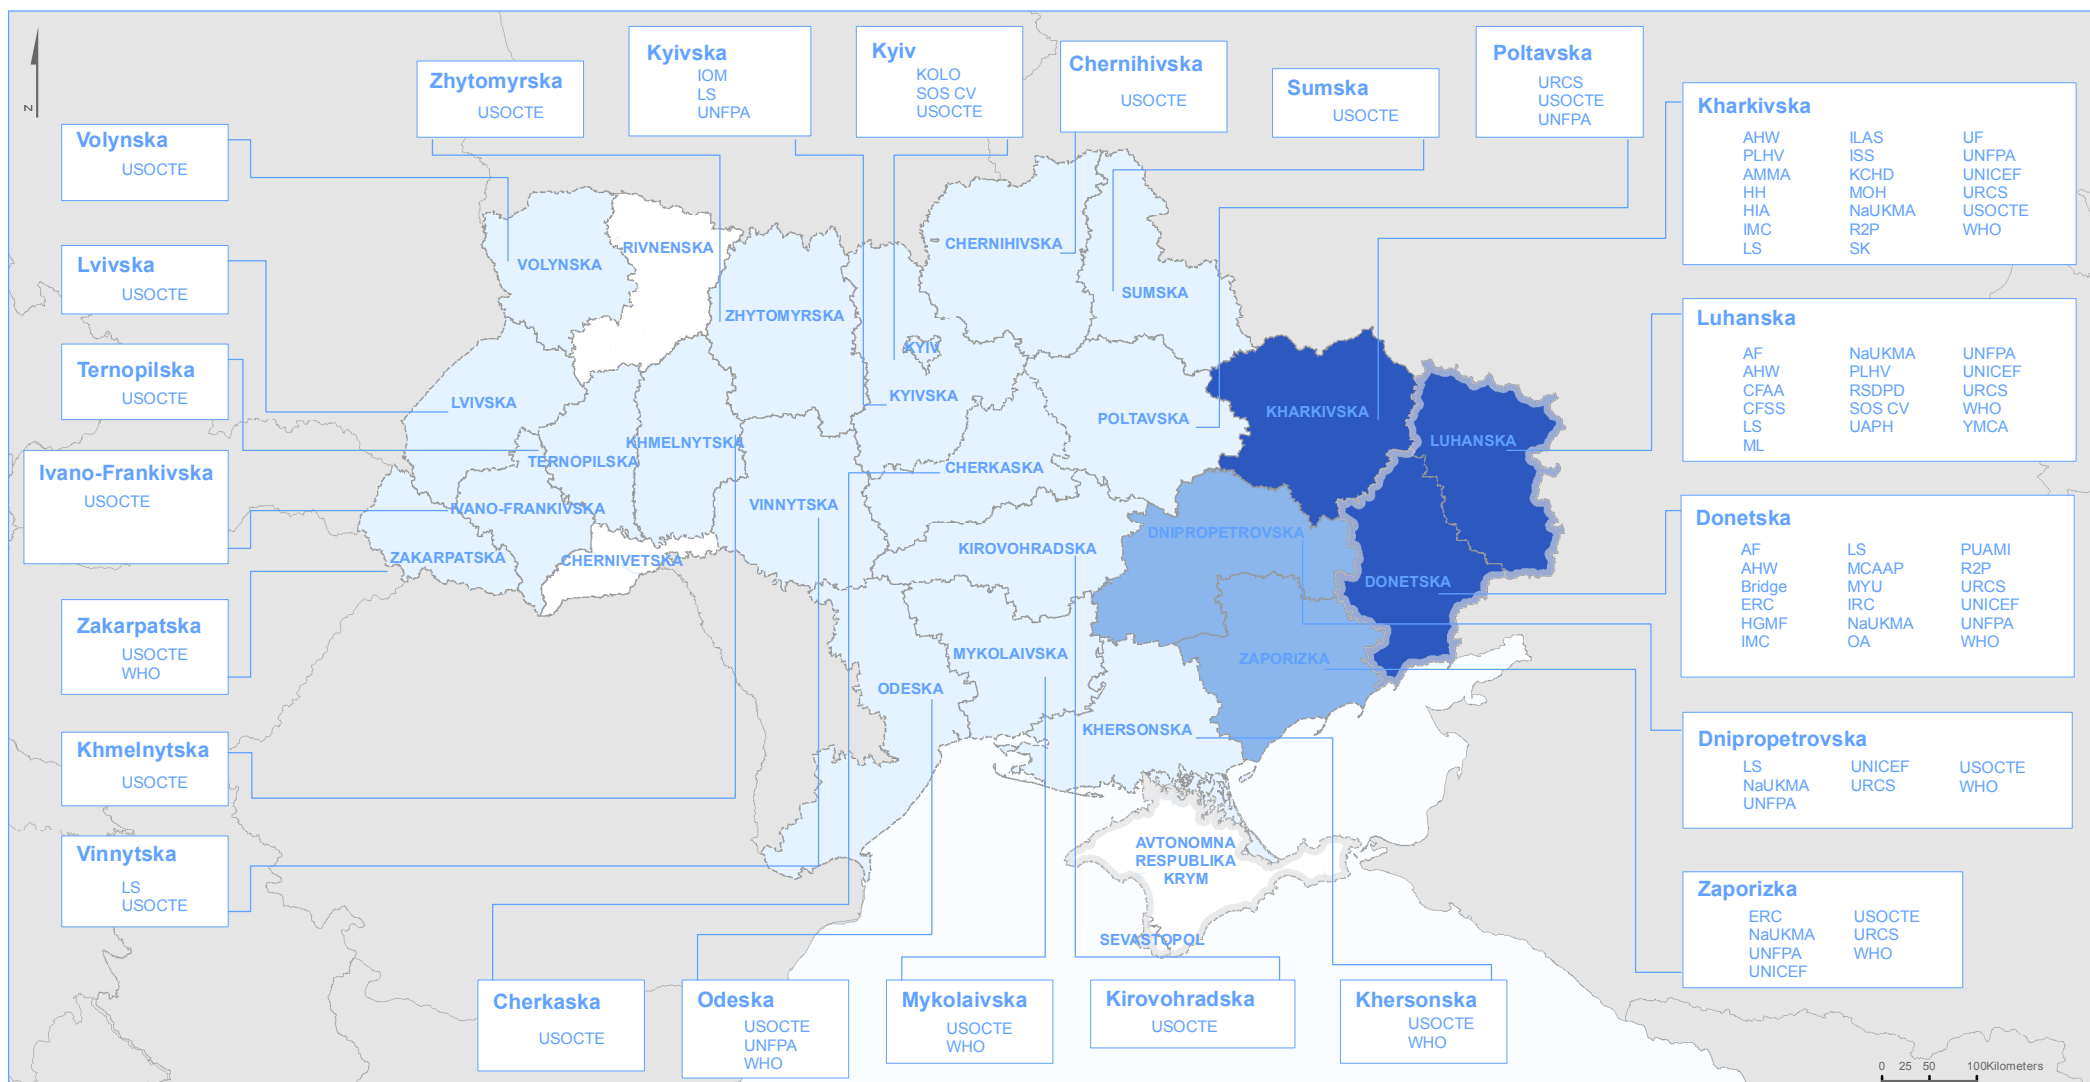 Zhytomyrska
USOCTE
Kyivska
IOM
LS
UNFPA
Kyiv
KOLO
SOS CV
USOCTE
Chernihivska
USOCTE
Sumska
USOCTE
Poltavska
URCS
USOCTE
UNFPA
Kharkivska
AHW ILAS UF
PLHV ISS UNFPA
AMMA KCHD UNICEF
HH MOH URCS
HIA NaUKMA USOCTE
IMC R2P WHO
LS SK
Luhanska
AF NaUKMA UNFPA
AHW PLHV UNICEF
CFAA RSDPD URCS
CFSS SOS CV WHO
LS UAPH YMCA
ML
Donetska
AF LS PUAMI
AHW MCAAP R2P
Bridge MYU URCS
ERC IRC UNICEF
HGMF NaUKMA UNFPA
IMC OA WHO
Dnipropetrovska
LS UNICEF USOCTE
NaUKMA URCS WHO
UNFPA
Zaporizka
ERC USOCTE
NaUKMA URCS
UNFPA WHO
UNICEF
Volynska
USOCTE
Lvivska
USOCTE
Ternopilska
USOCTE
Ivano-Frankivska
USOCTE
Zakarpatska
USOCTE
WHO
Khmelnytska
USOCTE
Vinnytska
LS
USOCTE
Cherkaska
USOCTE
Odeska
USOCTE
UNFPA
WHO
Mykolaivska
USOCTE
WHO
Kirovohradska
USOCTE
Khersonska
USOCTE
WHO
Z
VOLYNSKA
RIVNENSKA
ZHYTOMYRSKA
CHERNIHIVSKA
SUMSKA
KYIV
KYIVSKA
LVIVSKA
TERNOPILSKA
KHMELNYTSKA
POLTAVSKA
KHARKIVSKA
LUHANSKA
CHERKASKA
VINNYTSKA
IVANO-FRANKIVSKA
ZAKARPATSKA
CHERNIVETSKA
KIROVOHRADSKA
DNIPROPETROVSKA
DONETSKA
ZAPORIZKA
MYKOLAIVSKA
ODESKA
KHERSONSKA
AVTONOMNA
RESPUBLIKA
KRYM
SEVASTOPOL
0 25 50 100Kilometers